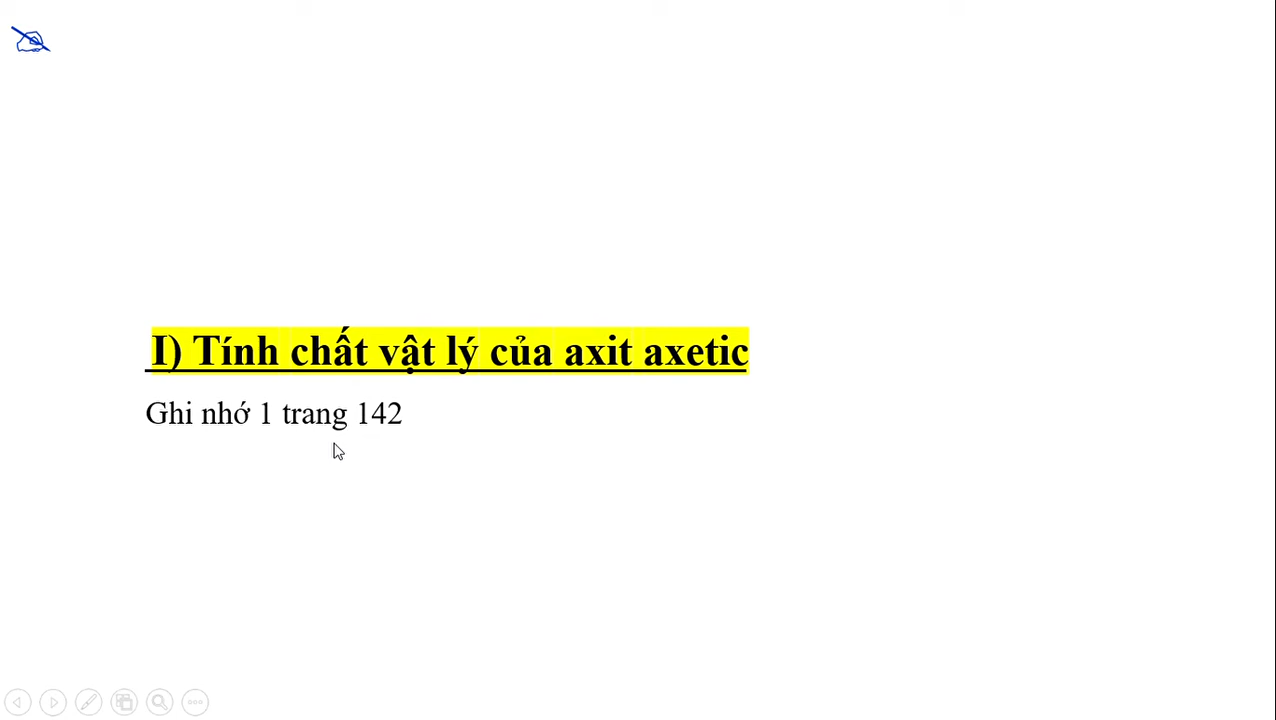 I) Tính chất vật lý của axit axetic
Ghi nhớ 1 trang 142